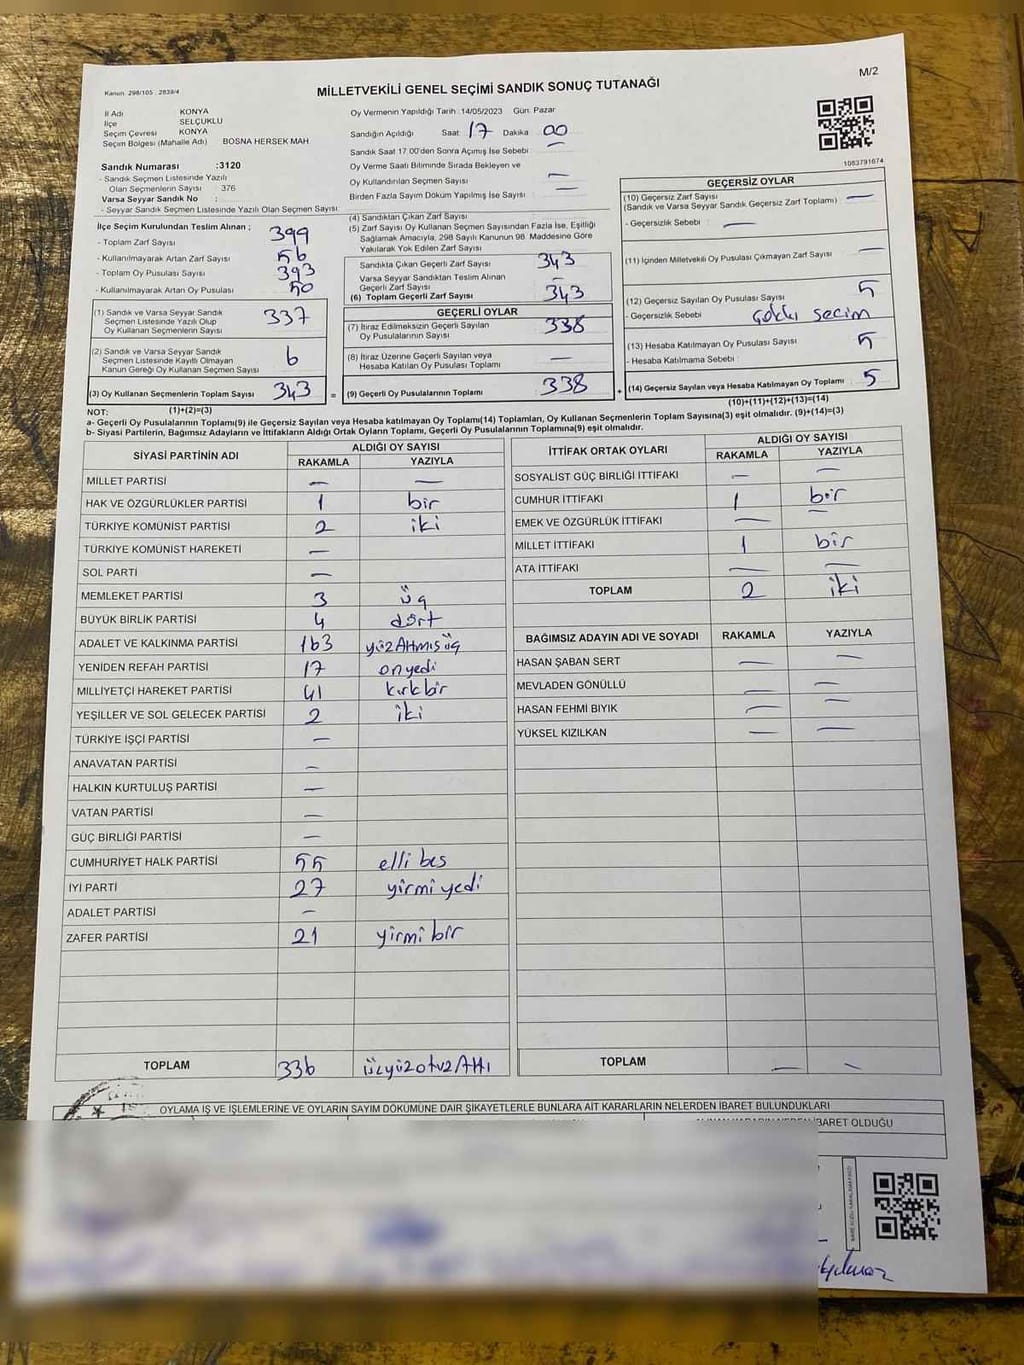 Kanun: 298/105 , 2839/4
MİLLETVEKİLİ GENEL SEÇİMİ SANDIK SONUÇ TUTANAĞI
M/2
İl Adı KONYA
İlçe SELÇUKLU
Seçim Çevresi KONYA
Seçim Bölgesi (Mahalle Adı) BOSNA HERSEK MAH
Sandık Numarası :3120
- Sandık Seçmen Listesinde Yazılı
Olan Seçmenlerin Sayısı 376
Varsa Seyyar Sandık No :
- Seyyar Sandık Seçmen Listesinde Yazılı Olan Seçmen Sayısı:
Oy Vermenin Yapıldığı Tarih :14/05/2023 Gün: Pazar
Sandığın Açıldığı Saat: 17 Dakika 00
Sandık Saat 17.00'den Sonra Açımış İse Sebebi : —
Oy Verme Saati Bitiminde Sırada Bekleyen ve
Oy Kullandırılan Seçmen Sayısı —
Birden Fazla Sayım Döküm Yapılmış İse Sayısı —
1083791674
İlçe Seçim Kurulundan Teslim Alınan ; 399
- Toplam Zarf Sayısı
- Kullanılmayarak Artan Zarf Sayısı 56
- Toplam Oy Pusulası Sayısı 393
- Kullanılmayarak Artan Oy Pusulası 50
(1) Sandık ve Varsa Seyyar Sandık
Seçmen Listesinde Yazılı Olup
Oy Kullanan Seçmenlerin Sayısı 337
(2) Sandık ve Varsa Seyyar Sandık
Seçmen Listesinde Kayıtlı Olmayan
Kanun Gereği Oy Kullanan Seçmen Sayısı 6
(3) Oy Kullanan Seçmenlerin Toplam Sayısı 343 =
(1)+(2)=(3)
(4) Sandıktan Çıkan Zarf Sayısı
(5) Zarf Sayısı Oy Kullanan Seçmen Sayısından Fazla İse, Eşitliği
Sağlamak Amacıyla, 298 Sayılı Kanunun 98. Maddesine Göre
Yakılarak Yok Edilen Zarf Sayısı
Sandıkta Çıkan Geçerli Zarf Sayısı 343
Varsa Seyyar Sandıktan Teslim Alınan
Geçerli Zarf Sayısı —
(6) Toplam Geçerli Zarf Sayısı 343
GEÇERLİ OYLAR
(7) İtiraz Edilmeksizin Geçerli Sayılan
Oy Pusulalarının Sayısı 338
(8) İtiraz Üzerine Geçerli Sayılan veya
Hesaba Katılan Oy Pusulası Toplamı —
(9) Geçerli Oy Pusulalarının Toplamı 338 +
GEÇERSİZ OYLAR
(10) Geçersiz Zarf Sayısı
(Sandık ve Varsa Seyyar Sandık Geçersiz Zarf Toplamı) —
- Geçersizlik Sebebi : —
(11) İçinden Milletvekili Oy Pusulası Çıkmayan Zarf Sayısı —
(12) Geçersiz Sayılan Oy Pusulası Sayısı 5
- Geçersizlik Sebebi çoklu seçim
(13) Hesaba Katılmayan Oy Pusulası Sayısı 5
- Hesaba Katılmama Sebebi :
(14) Geçersiz Sayılan veya Hesaba Katılmayan Oy Toplamı 5
(10)+(11)+(12)+(13)=(14)
NOT:
a- Geçerli Oy Pusulalarının Toplamı(9) ile Geçersiz Sayılan veya Hesaba katılmayan Oy Toplamı(14) Toplamları, Oy Kullanan Seçmenlerin Toplam Sayısına(3) eşit olmalıdır. (9)+(14)=(3)
b- Siyasi Partilerin, Bağımsız Adayların ve İttifakların Aldığı Ortak Oyların Toplamı, Geçerli Oy Pusulalarının Toplamına(9) eşit olmalıdır.
SİYASİ PARTİNİN ADI ALDIĞI OY SAYISI
RAKAMLA YAZIYLA
MİLLET PARTİSİ — —
HAK VE ÖZGÜRLÜKLER PARTİSİ 1 bir
TÜRKİYE KOMÜNİST PARTİSİ 2 iki
TÜRKİYE KOMÜNİST HAREKETİ —
SOL PARTİ —
MEMLEKET PARTİSİ 3 üç
BÜYÜK BİRLİK PARTİSİ 4 dört
ADALET VE KALKINMA PARTİSİ 163 yüzAtmış üç
YENİDEN REFAH PARTİSİ 17 onyedi
MİLLİYETÇİ HAREKET PARTİSİ 41 kırkbir
YEŞİLLER VE SOL GELECEK PARTİSİ 2 iki
TÜRKİYE İŞÇİ PARTİSİ —
ANAVATAN PARTİSİ —
HALKIN KURTULUŞ PARTİSİ —
VATAN PARTİSİ —
GÜÇ BİRLİĞİ PARTİSİ —
CUMHURİYET HALK PARTİSİ 55 elli beş
İYİ PARTİ 27 yirmi yedi
ADALET PARTİSİ —
ZAFER PARTİSİ 21 yirmi bir
TOPLAM 336 üçyüzotuzAltı
İTTİFAK ORTAK OYLARI ALDIĞI OY SAYISI
RAKAMLA YAZIYLA
SOSYALİST GÜÇ BİRLİĞİ İTTİFAKI — —
CUMHUR İTTİFAKI 1 bir
EMEK VE ÖZGÜRLÜK İTTİFAKI — —
MİLLET İTTİFAKI 1 bir
ATA İTTİFAKI — —
TOPLAM 2 iki
BAĞIMSIZ ADAYIN ADI VE SOYADI RAKAMLA YAZIYLA
HASAN ŞABAN SERT — —
MEVLADEN GÖNÜLLÜ — —
HASAN FEHMİ BIYIK — —
YÜKSEL KIZILKAN — —
TOPLAM — —
OYLAMA İŞ VE İŞLEMLERİNE VE OYLARIN SAYIM DÖKÜMÜNE DAİR ŞİKAYETLERLE BUNLARA AİT KARARLARIN NELERDEN İBARET BULUNDUKLARI
İBARET OLDUĞU